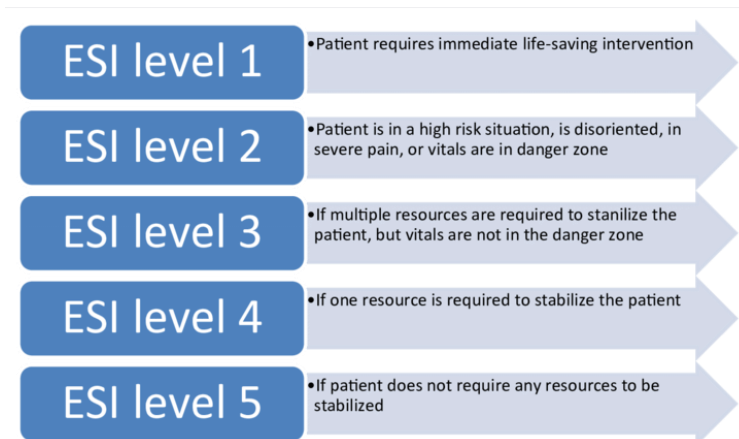 ESI level 1
•Patient requires immediate life-saving intervention
ESI level 2
•Patient is in a high risk situation, is disoriented, in
severe pain, or vitals are in danger zone
ESI level 3
•If multiple resources are required to stanilize the
patient, but vitals are not in the danger zone
ESI level 4
•If one resource is required to stabilize the patient
ESI level 5
•If patient does not require any resources to be
stabilized